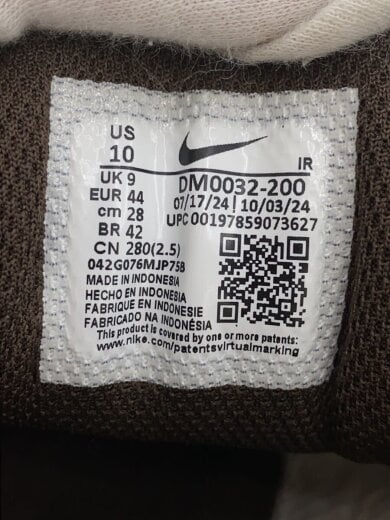 US
10
IR
UK 9
EUR 44
cm 28
BR 42
CN 280(2.5)
DM0032-200
07/17/24 | 10/03/24
UPC 00197859073627
042G076MJP75B
MADE IN INDONESIA
HECHO EN INDONESIA
FABRIQUE EN INDONESIE
FABRICADO NA INDONÉSIA
This product is covered by one or more patents:
www.nike.com/patentsvirtualmarking